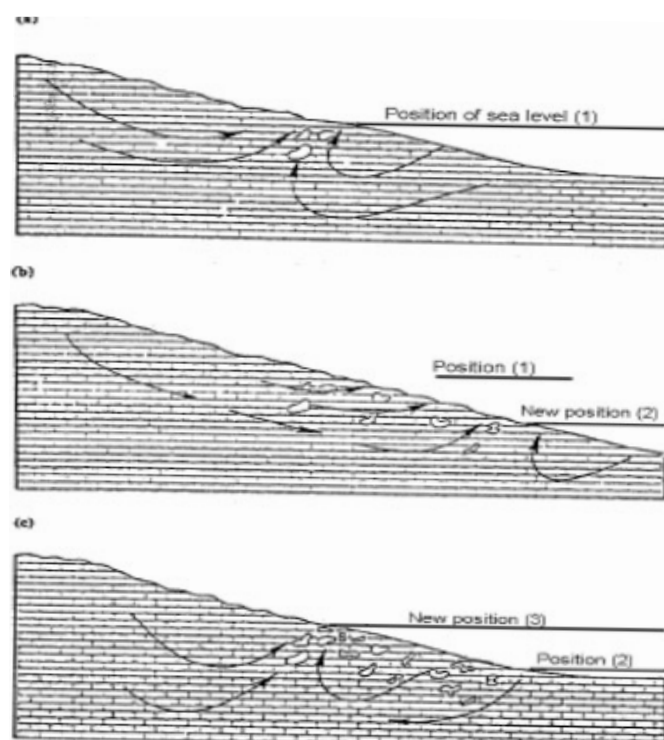 (a)
Position of sea level (1)
(b)
Position (1)
New position (2)
(c)
New position (3)
Position (2)